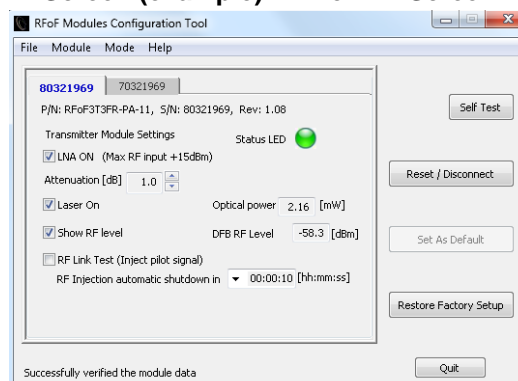 RFoF Modules Configuration Tool
File Module Mode Help
80321969 70321969
P/N: RFoF3T3FR-PA-11, S/N: 80321969, Rev: 1.08
Self Test
Transmitter Module Settings
Status LED
LNA ON (Max RF input +15dBm)
Attenuation [dB] 1.0
Reset / Disconnect
Laser On
Optical power 2.16 [mW]
Show RF level
DFB RF Level -58.3 [dBm]
Set As Default
RF Link Test (Inject pilot signal)
RF Injection automatic shutdown in 00:00:10 [hh:mm:ss]
Restore Factory Setup
Successfully verified the module data
Quit